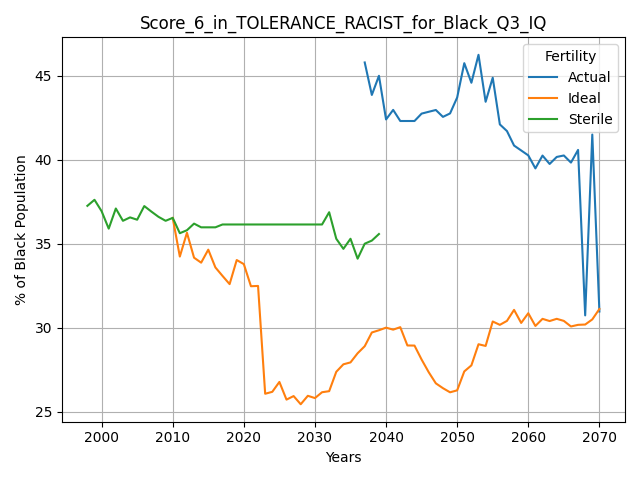 Score_6_in_TOLERANCE_RACIST_for_Black_Q3_IQ
Fertility
Actual
Ideal
Sterile
% of Black Population
45
40
35
30
25
2000 2010 2020 2030 2040 2050 2060 2070
Years